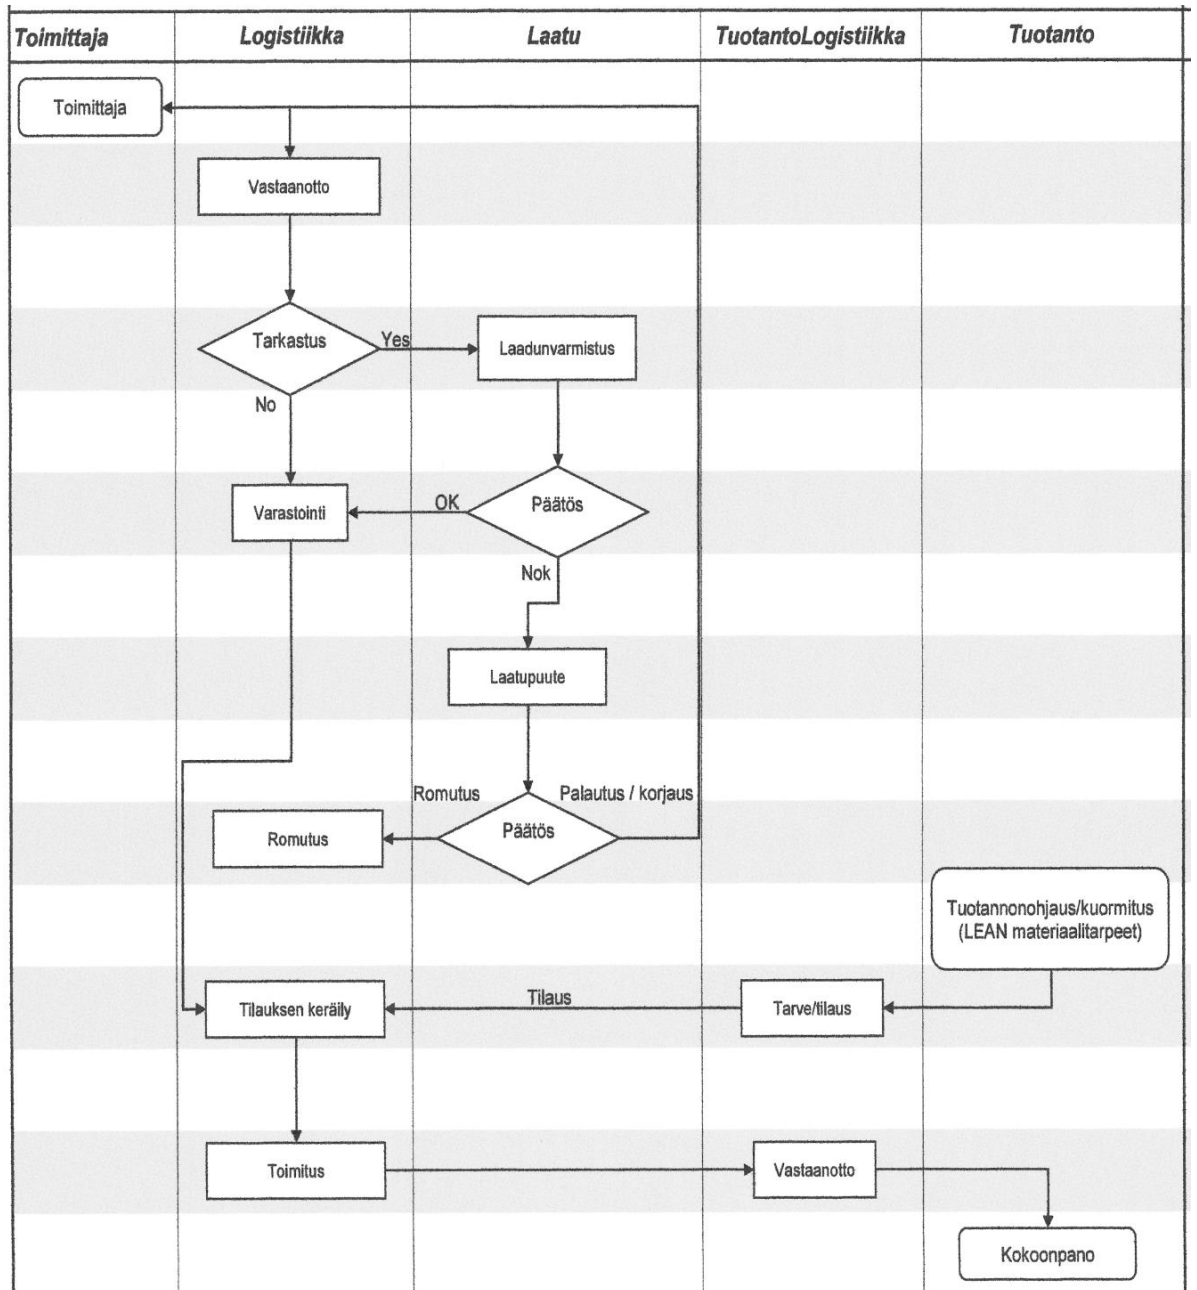 Toimittaja
Logistiikka
Laatu
TuotantoLogistiikka
Tuotanto
Toimittaja
Vastaanotto
Tarkastus
Yes
Laadunvarmistus
No
Varastointi
OK
Päätös
Nok
Laatupuute
Romutus
Palautus / korjaus
Romutus
Päätös
Tuotannonohjaus/kuormitus
(LEAN materiaalitarpeet)
Tilauksen keräily
Tilaus
Tarve/tilaus
Toimitus
Vastaanotto
Kokoonpano